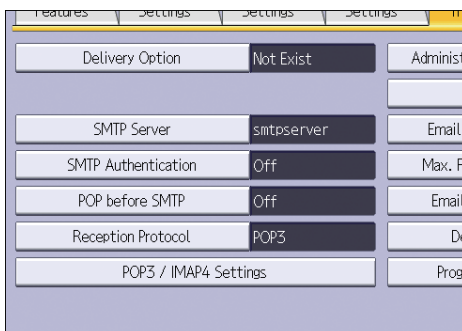 Features Settings Settings Settings
Delivery Option Not Exist Administ
SMTP Server smtpserver Email
SMTP Authentication Off Max. F
POP before SMTP Off Email
Reception Protocol POP3 De
POP3 / IMAP4 Settings Prog